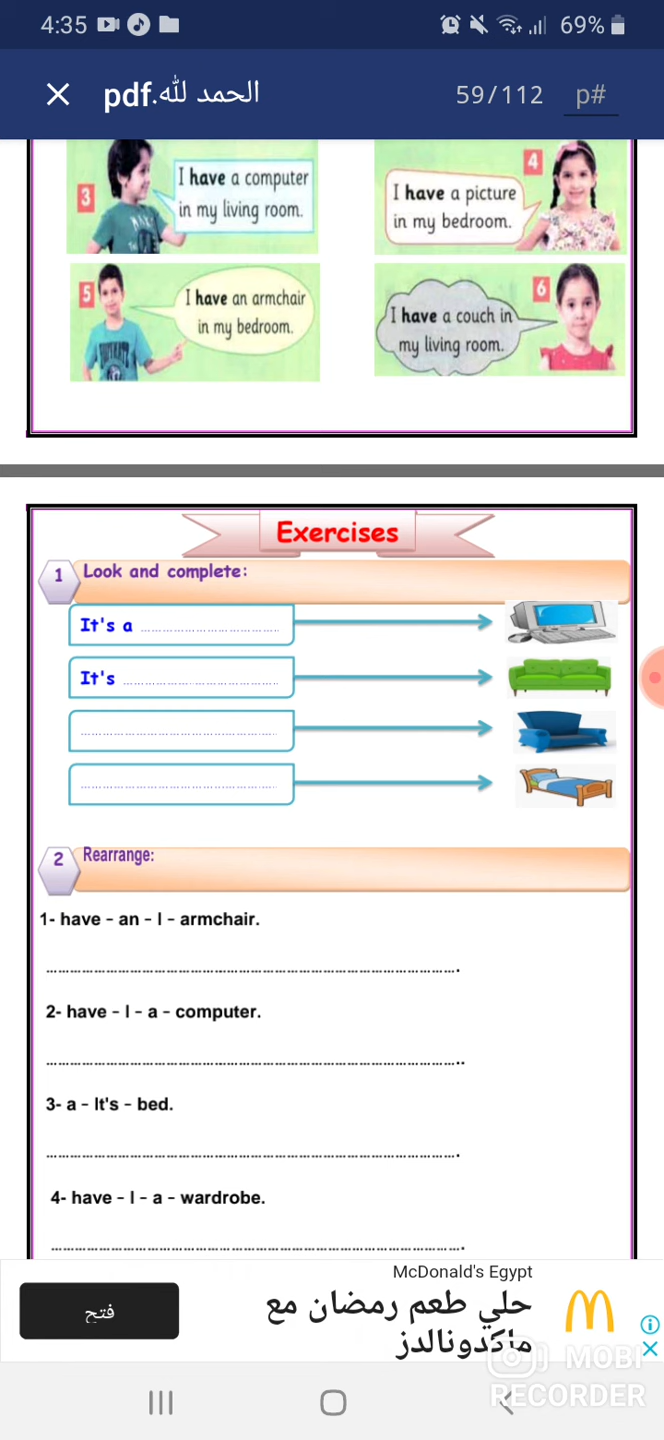 4:35
69%
الحمد لله.pdf
59/112
p#
3
I have a computer
in my living room.
4
I have a picture
in my bedroom.
5
I have an armchair
in my bedroom.
6
I have a couch in
my living room.
Exercises
1 Look and complete:
It's a ........................................
It's ........................................
........................................
........................................
2 Rearrange:
1- have – an – I – armchair.
................................................................................
2- have – I – a – computer.
................................................................................
3- a – It's – bed.
................................................................................
4- have – I – a – wardrobe.
................................................................................
McDonald's Egypt
حلي طعم رمضان مع
ماكدونالدز
فتح
MOBI
RECORDER